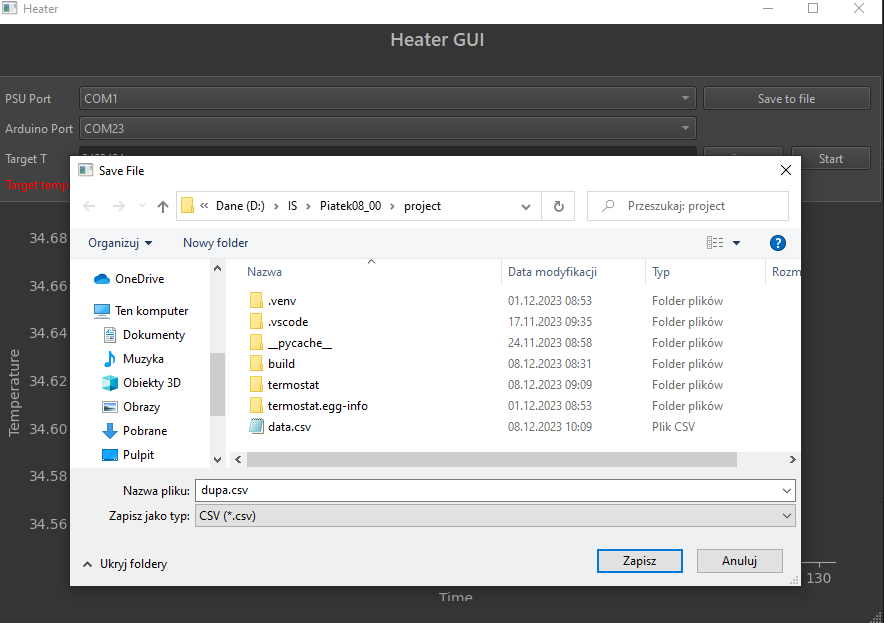 Heater
Heater GUI
PSU Port COM1 Save to file
Arduino Port COM23
Target T Start
Target temp
Save File
« Dane (D:) › IS › Piatek08_00 › project Przeszukaj: project
Organizuj Nowy folder ?
OneDrive
Ten komputer
Dokumenty
Muzyka
Obiekty 3D
Obrazy
Pobrane
Pulpit
Nazwa Data modyfikacji Typ Rozm
.venv 01.12.2023 08:53 Folder plików
.vscode 17.11.2023 09:35 Folder plików
__pycache__ 24.11.2023 08:58 Folder plików
build 08.12.2023 08:31 Folder plików
termostat 08.12.2023 09:09 Folder plików
termostat.egg-info 01.12.2023 08:53 Folder plików
data.csv 08.12.2023 10:09 Plik CSV
Nazwa pliku: dupa.csv
Zapisz jako typ: CSV (*.csv)
Ukryj foldery Zapisz Anuluj
34.68
34.66
34.64
34.62
34.60
34.58
34.56
Temperature
130
Time